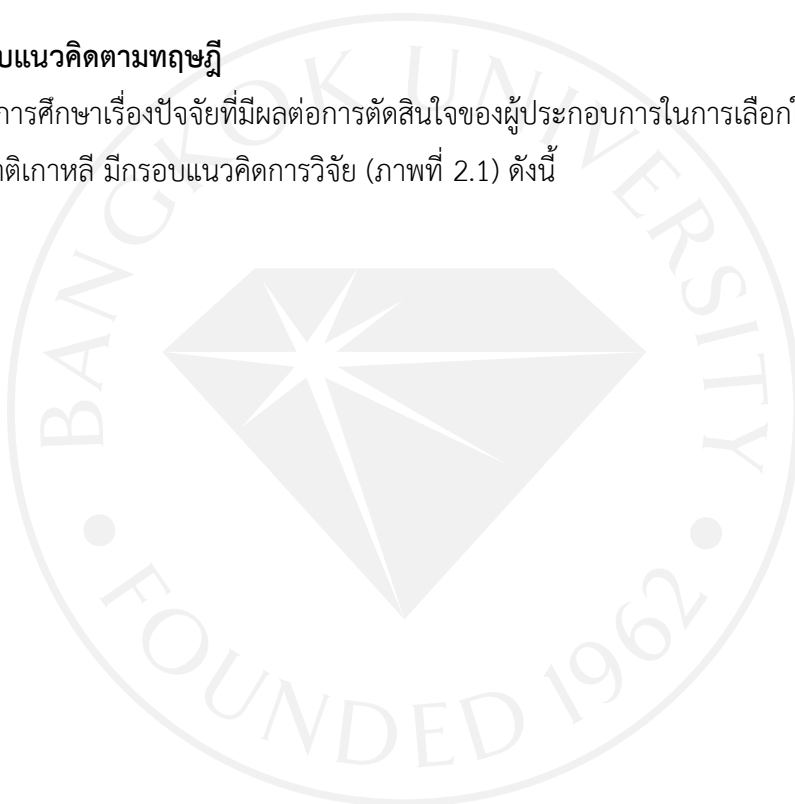 บแนวคิดตามทฤษฎี
การศึกษาเรื่องปัจจัยที่มีผลต่อการตัดสินใจของผู้ประกอบการในการเลือกใ
าติเกาหลี มีกรอบแนวคิดการวิจัย (ภาพที่ 2.1) ดังนี้
BANGKOK UNIVERSITY
FOUNDED 1962